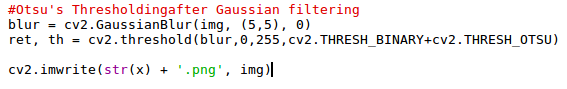 #Otsu's Thresholdingafter Gaussian filtering
blur = cv2.GaussianBlur(img, (5,5), 0)
ret, th = cv2.threshold(blur,0,255,cv2.THRESH_BINARY+cv2.THRESH_OTSU)
cv2.imwrite(str(x) + '.png', img)